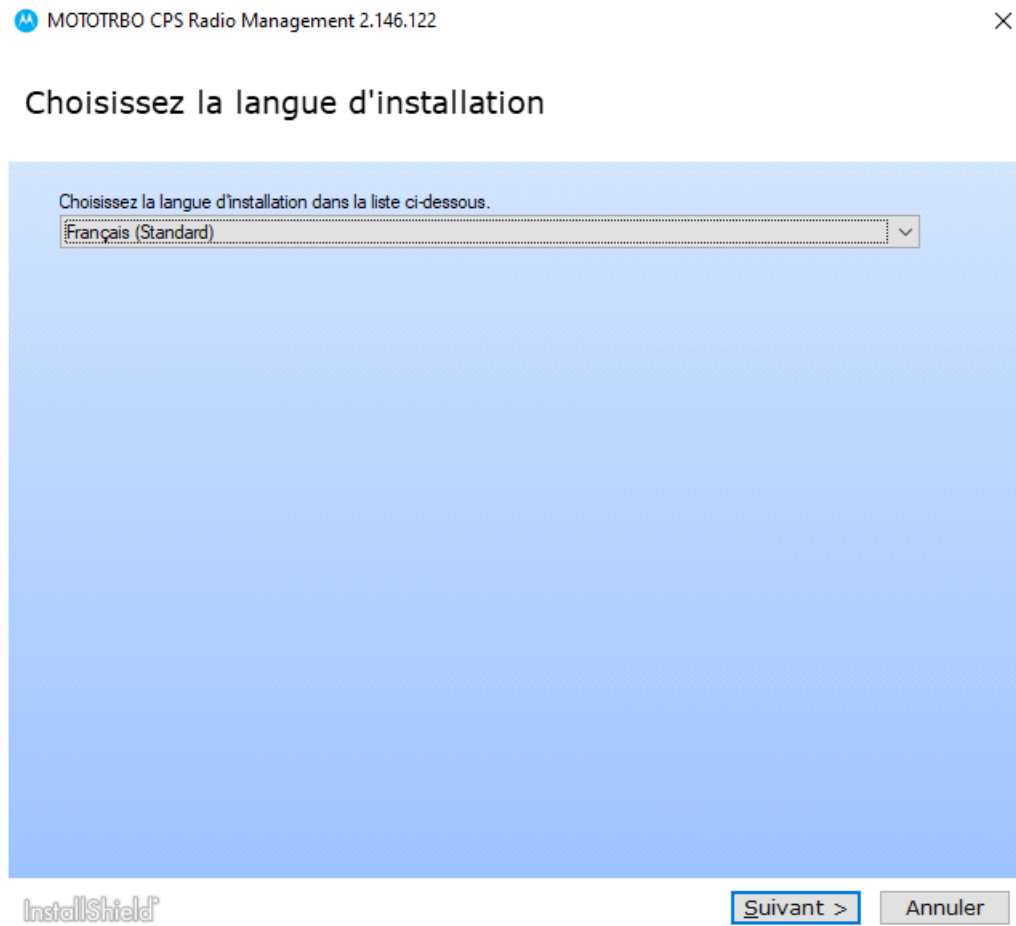 MOTOTRBO CPS Radio Management 2.146.122
Choisissez la langue d'installation
Choisissez la langue d'installation dans la liste ci-dessous.
Français (Standard)
InstallShield
Suivant > Annuler